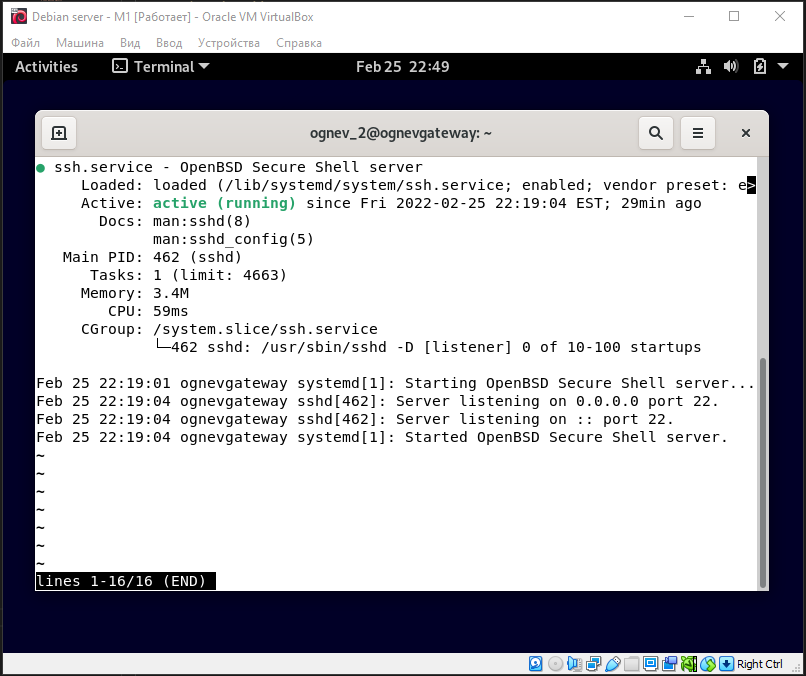 Debian server - M1 [Работает] - Oracle VM VirtualBox
Файл Машина Вид Ввод Устройства Справка
Activities Terminal Feb 25 22:49
ognev_2@ognevgateway: ~
● ssh.service - OpenBSD Secure Shell server
Loaded: loaded (/lib/systemd/system/ssh.service; enabled; vendor preset: e>
Active: active (running) since Fri 2022-02-25 22:19:04 EST; 29min ago
Docs: man:sshd(8)
man:sshd_config(5)
Main PID: 462 (sshd)
Tasks: 1 (limit: 4663)
Memory: 3.4M
CPU: 59ms
CGroup: /system.slice/ssh.service
└─462 sshd: /usr/sbin/sshd -D [listener] 0 of 10-100 startups
Feb 25 22:19:01 ognevgateway systemd[1]: Starting OpenBSD Secure Shell server...
Feb 25 22:19:04 ognevgateway sshd[462]: Server listening on 0.0.0.0 port 22.
Feb 25 22:19:04 ognevgateway sshd[462]: Server listening on :: port 22.
Feb 25 22:19:04 ognevgateway systemd[1]: Started OpenBSD Secure Shell server.
~
~
~
~
~
~
~
lines 1-16/16 (END)
Right Ctrl